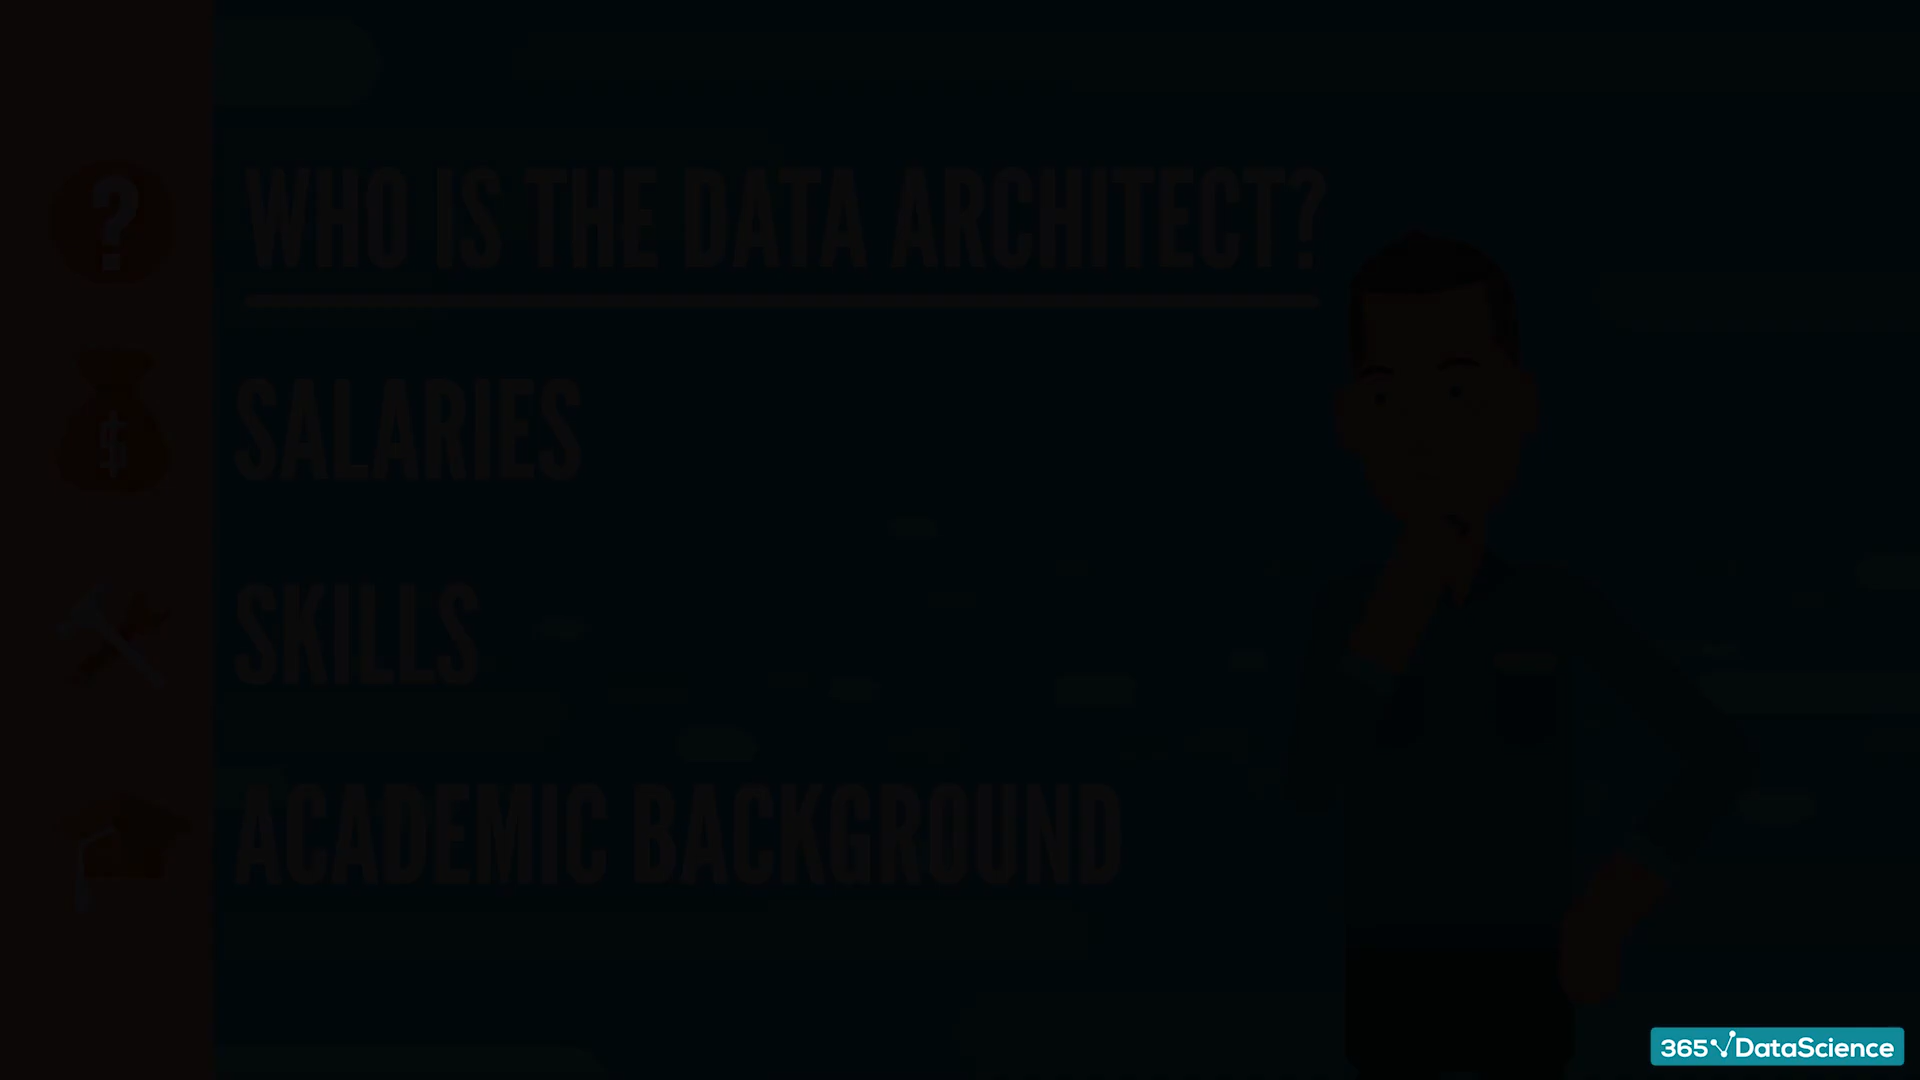 WHO IS THE DATA ARCHITECT?
SALARIES
SKILLS
ACADEMIC BACKGROUND
365 DataScience